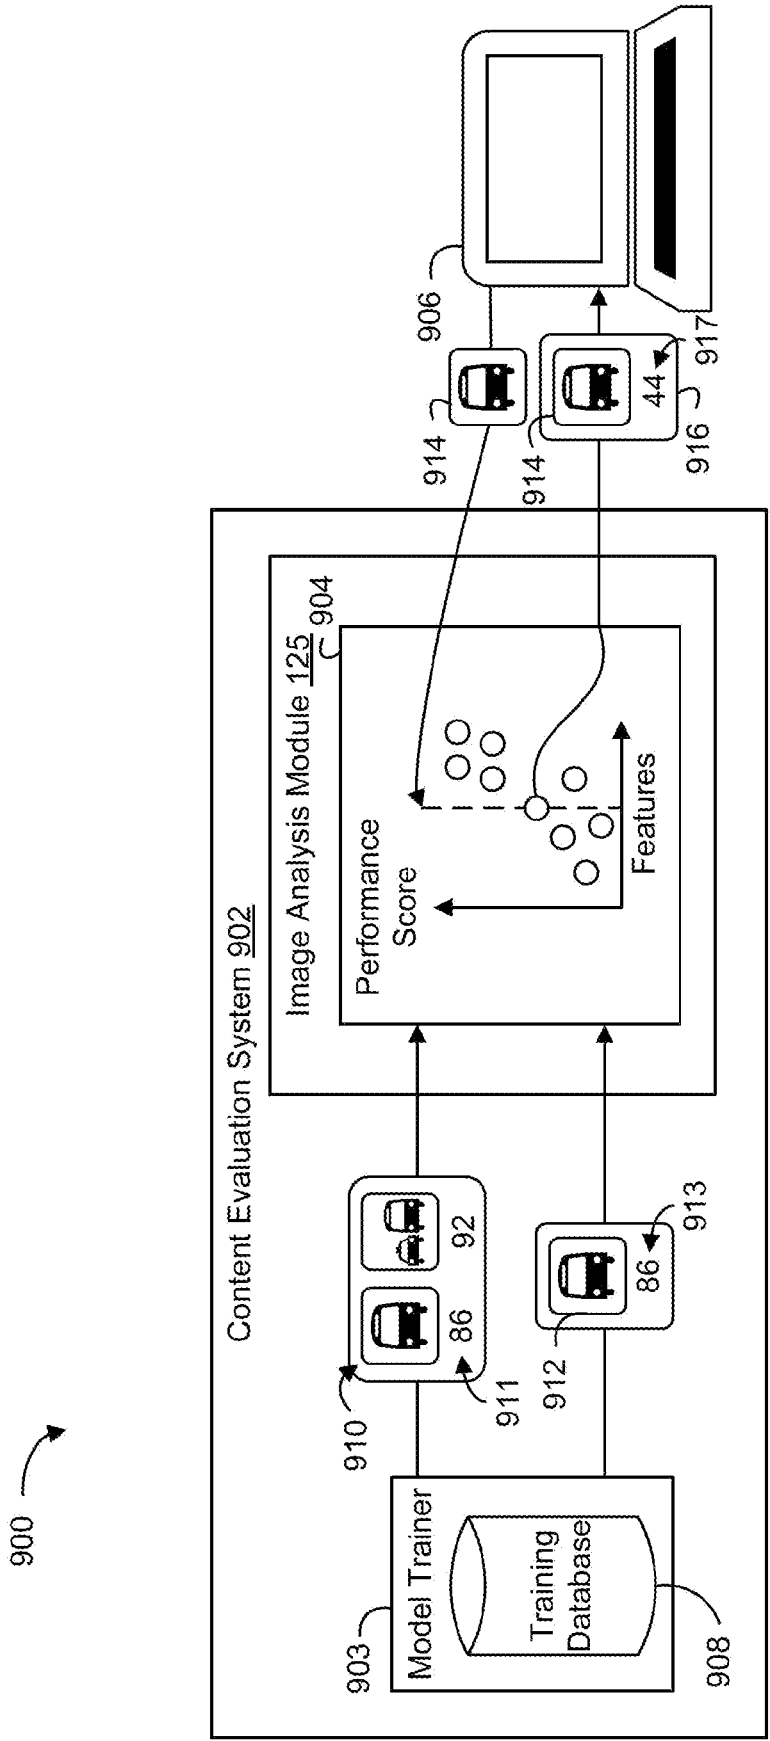 900
Content Evaluation System 902
Image Analysis Module 125
904
Performance
Score
Features
903
Model Trainer
Training
Database
908
910
86
92
911
912
86
913
906
914
914
44
917
916